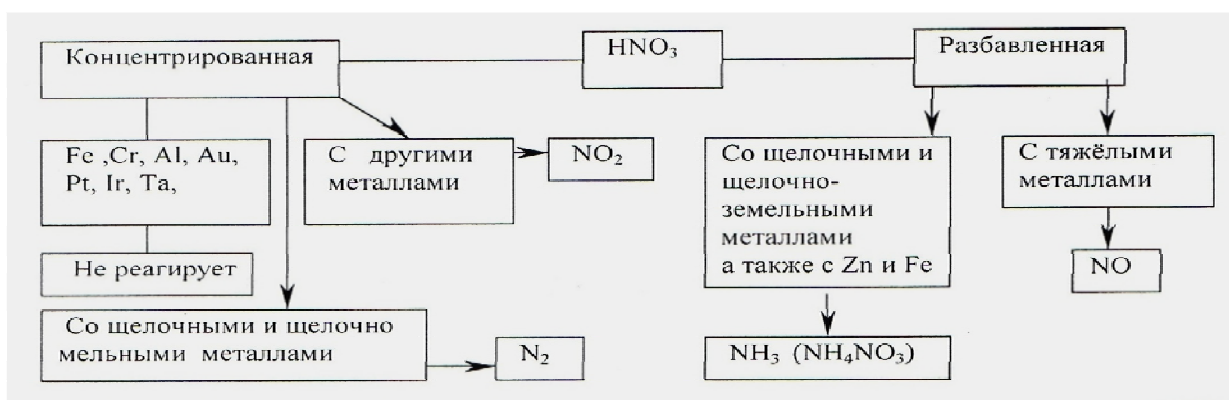 Концентрированная
HNO₃
Разбавленная
Fe ,Cr, Al, Au,
Pt, Ir, Ta,
С другими
металлами
NO₂
Со щелочными и
щелочно-
земельными
металлами
а также с Zn и Fe
С тяжёлыми
металлами
Не реагирует
NO
Со щелочными и щелочно
мельными металлами
N₂
NH₃ (NH₄NO₃)